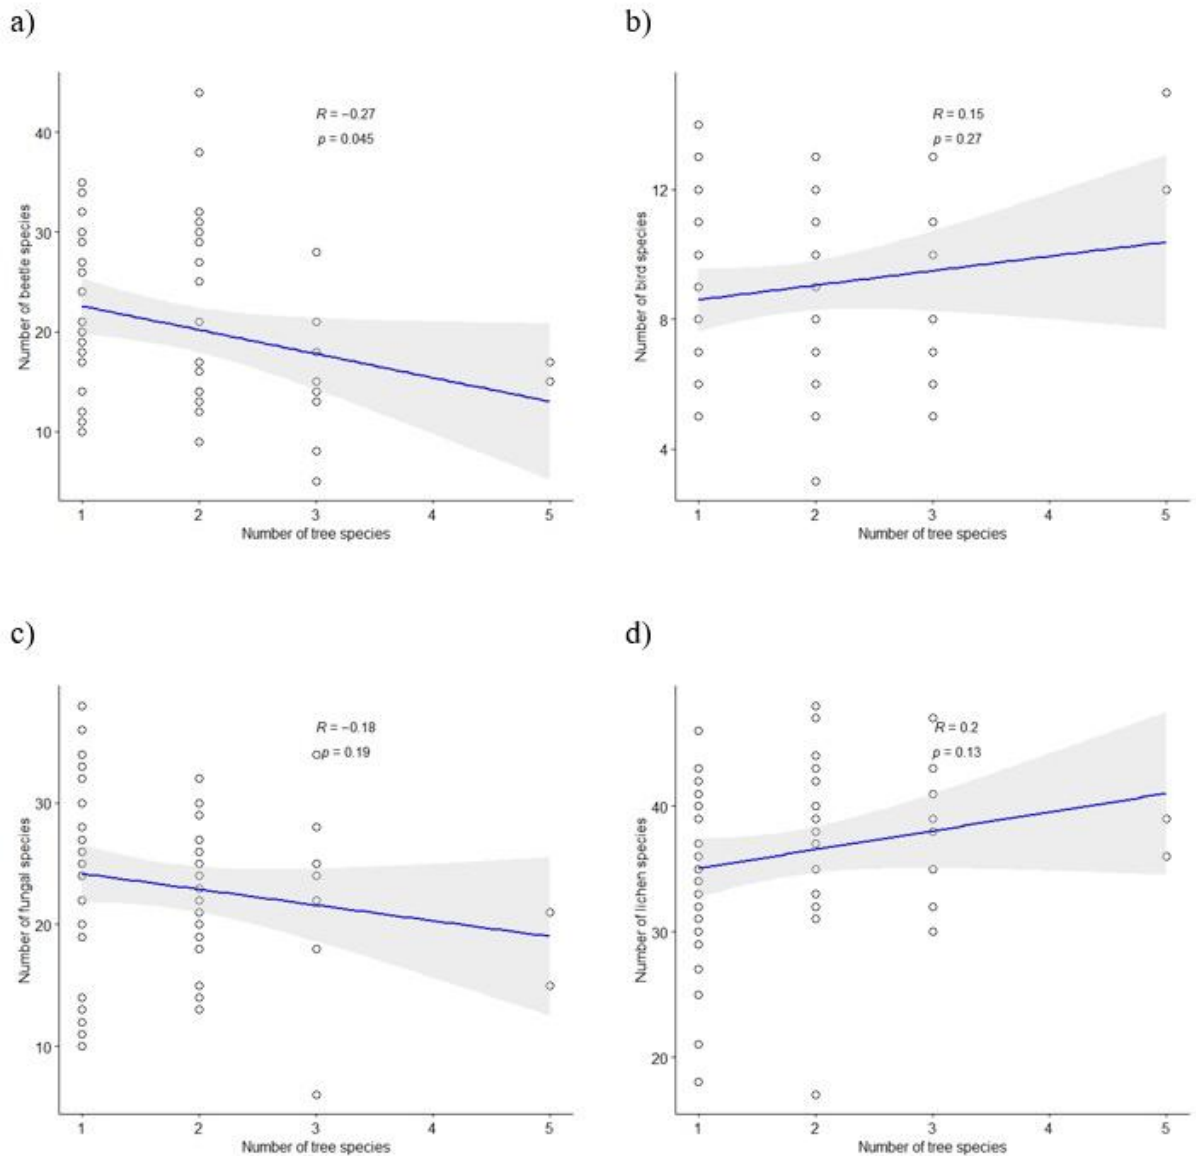 a)
R = −0.27
p = 0.045
40
30
20
10
Number of beetle species
1 2 3 4 5
Number of tree species
b)
R = 0.15
p = 0.27
12
8
4
Number of bird species
1 2 3 4 5
Number of tree species
c)
R = −0.18
p = 0.19
30
20
10
Number of fungal species
1 2 3 4 5
Number of tree species
d)
R = 0.2
p = 0.13
40
30
20
Number of lichen species
1 2 3 4 5
Number of tree species